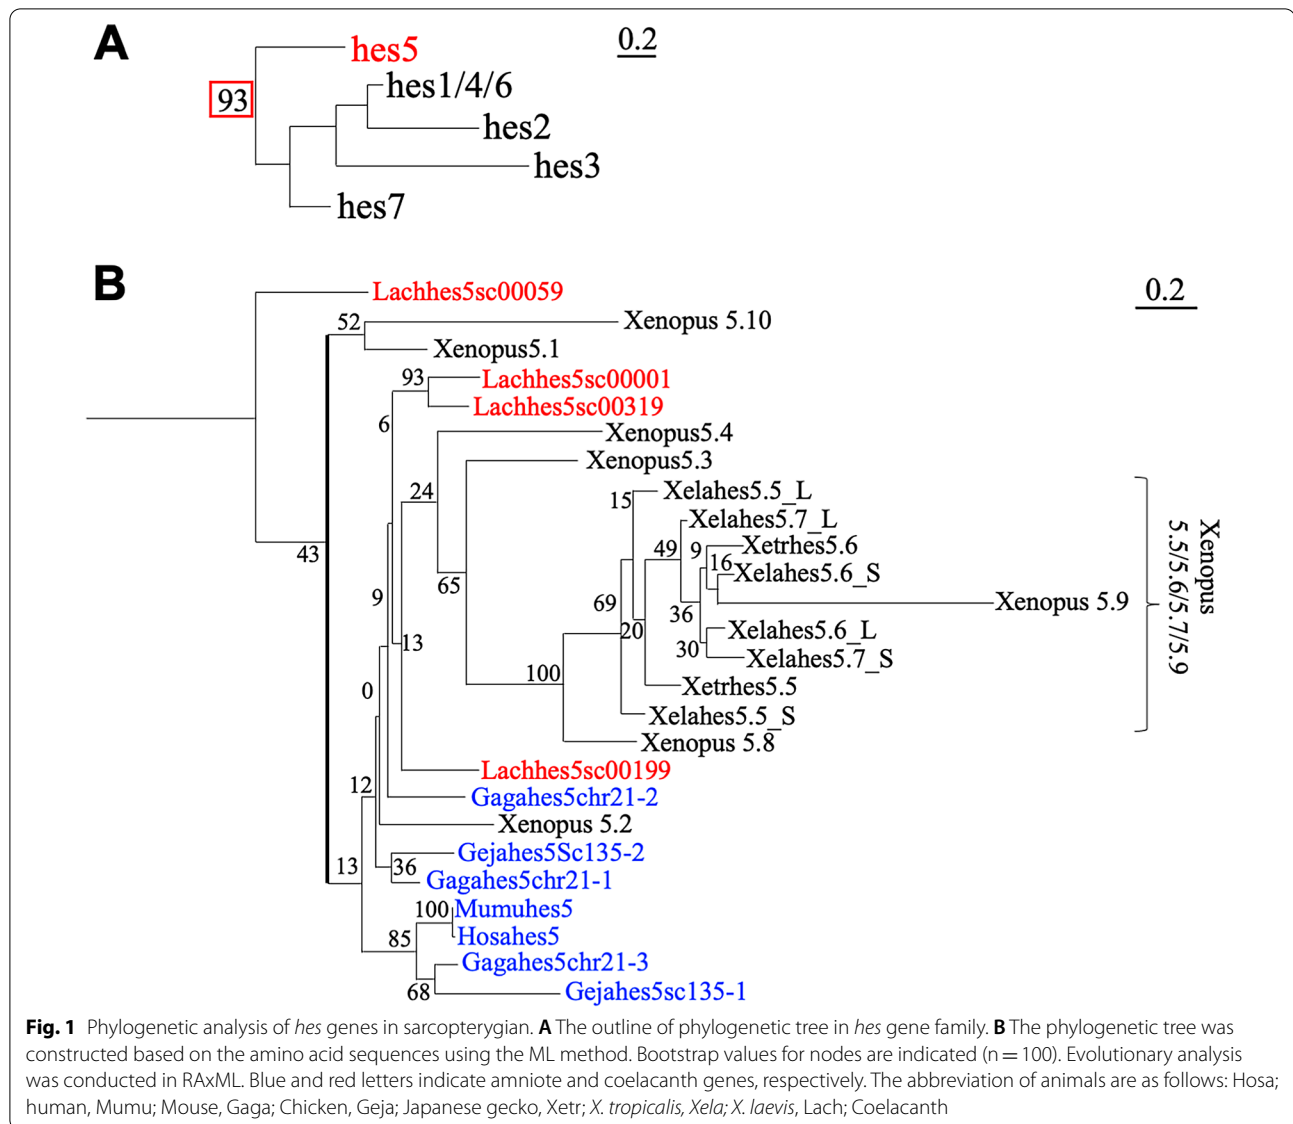 A
0.2
hes5
93
hes1/4/6
hes2
hes3
hes7
B
0.2
Lachhes5sc00059
52
Xenopus 5.10
Xenopus5.1
93
Lachhes5sc00001
Lachhes5sc00319
6
Xenopus5.4
Xenopus5.3
24
Xelahes5.5_L
15
Xelahes5.7_L
49
9
Xetrhes5.6
16
Xelahes5.6_S
43
65
9
69
36
Xenopus 5.9
20
Xelahes5.6_L
13
30
Xelahes5.7_S
Xenopus
5.5/5.6/5.7/5.9
100
Xetrhes5.5
0
Xelahes5.5_S
Xenopus 5.8
Lachhes5sc00199
12
Gagahes5chr21-2
Xenopus 5.2
Gejahes5Sc135-2
13
36
Gagahes5chr21-1
100
Mumuhes5
85
Hosahes5
Gagahes5chr21-3
68
Gejahes5sc135-1
Fig. 1 Phylogenetic analysis of hes genes in sarcopterygian. A The outline of phylogenetic tree in hes gene family. B The phylogenetic tree was
constructed based on the amino acid sequences using the ML method. Bootstrap values for nodes are indicated (n = 100). Evolutionary analysis
was conducted in RAxML. Blue and red letters indicate amniote and coelacanth genes, respectively. The abbreviation of animals are as follows: Hosa;
human, Mumu; Mouse, Gaga; Chicken, Geja; Japanese gecko, Xetr; X. tropicalis, Xela; X. laevis, Lach; Coelacanth